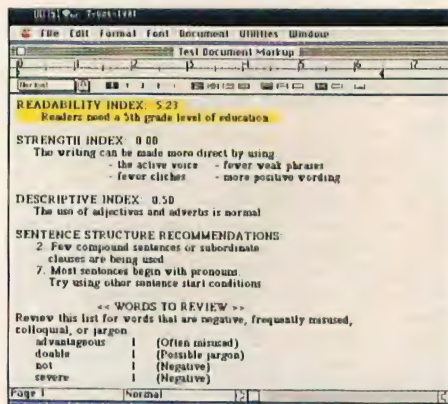 File Edit Format Font Document Utilities Window
Test Document Markup
Normal
READABILITY INDEX: 5.23
Readers need a 5th grade level of education
STRENGTH INDEX: 0.00
The writing can be made more direct by using
- the active voice - fewer weak phrases
- fewer cliches - more positive wording
DESCRIPTIVE INDEX: 0.50
The use of adjectives and adverbs is normal
SENTENCE STRUCTURE RECOMMENDATIONS:
2. Few compound sentences or subordinate
clauses are being used
7. Most sentences begin with pronouns.
Try using other sentence start conditions
<< WORDS TO REVIEW >>
Review this list for words that are negative, frequently misused,
colloquial, or jargon
advantageous 1 (Often misused)
double 1 (Possible jargon)
not 1 (Negative)
severe 1 (Negative)
Page 1 Normal